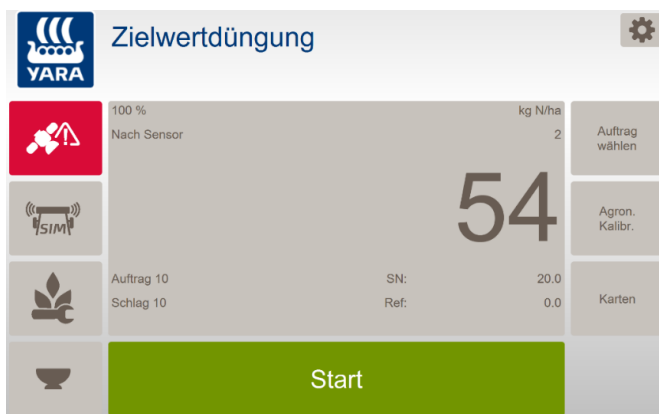 YARA
Zielwertdüngung
100 %
kg N/ha
Nach Sensor
2
54
Auftrag
wählen
SIM
Agron.
Kalibr.
Auftrag 10
SN:
20.0
Schlag 10
Ref:
0.0
Karten
Start